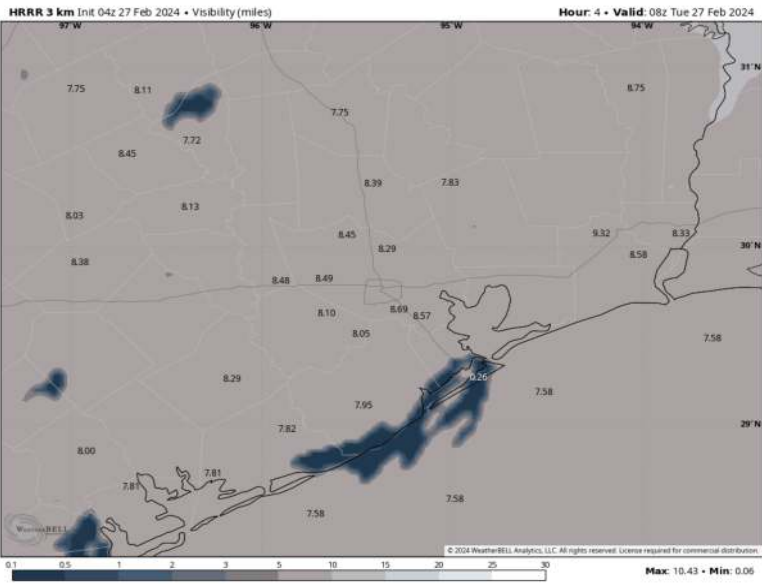 HRRR 3 km Init 04z 27 Feb 2024 • Visibility (miles)
Hour: 4 • Valid: 08z Tue 27 Feb 2024
97°W 96°W 95°W 94°W
31°N
7.75 8.11 8.75
7.75
7.72
8.45
8.39 7.83
8.13
8.03
8.45 9.32 8.33
30°N
8.29
8.58
8.38
8.48 8.49
8.10 8.69 8.57
8.05
7.58
8.29 0.26
7.58
7.95
29°N
7.82
8.00
7.81
7.81
7.58
7.58
WeatherBELL
© 2024 WeatherBELL Analytics, LLC. All rights reserved. License required for commercial distribution.
0.1 0.5 1 2 3 5 10 15 20 25 30
Max: 10.43 • Min: 0.06